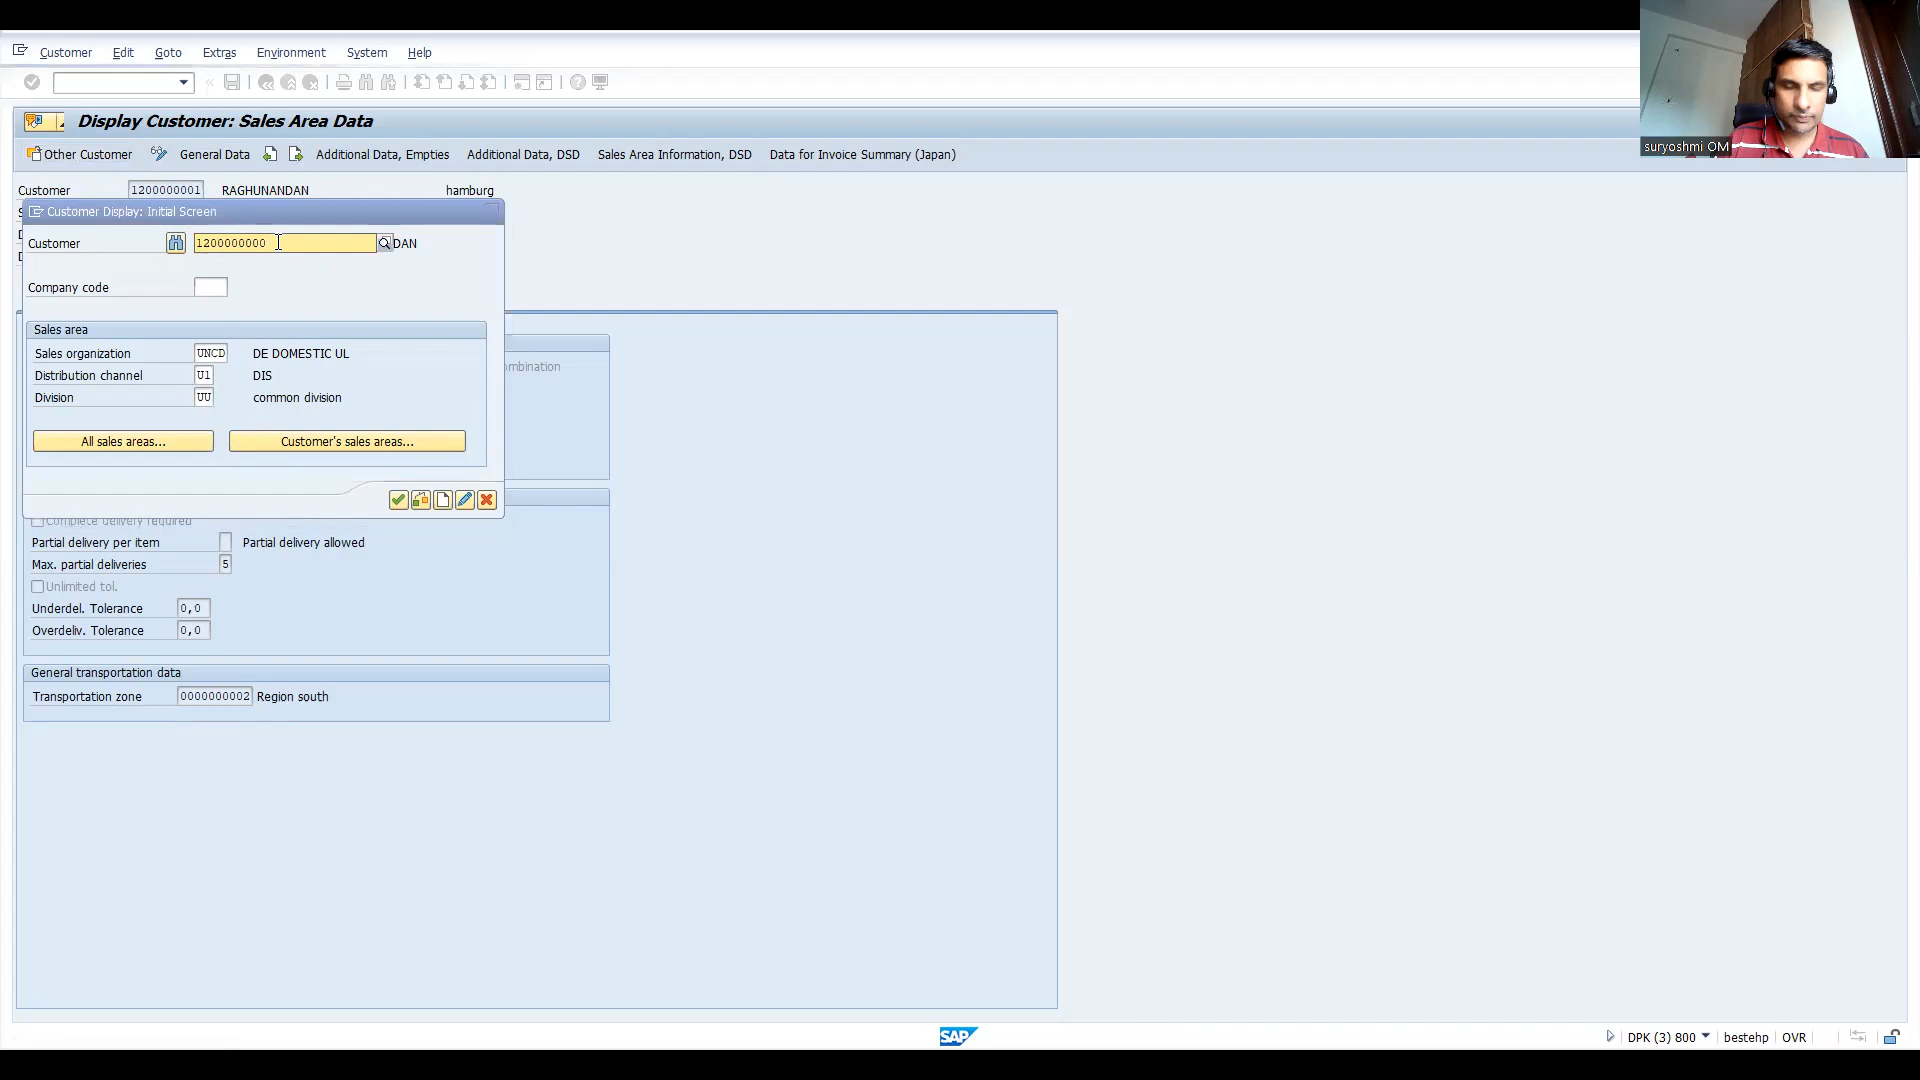 Customer Edit Goto Extras Environment System Help
Display Customer: Sales Area Data
Other Customer General Data Additional Data, Empties Additional Data, DSD Sales Area Information, DSD Data for Invoice Summary (Japan)
suryoshmi OM
Customer 1200000001 RAGHUNANDAN hamburg
Customer Display: Initial Screen
Customer 1200000000 DAN
Company code
Sales area
Sales organization UNCD DE DOMESTIC UL
Distribution channel U1 DIS
ombination
Division UU common division
All sales areas... Customer's sales areas...
Complete delivery required
Partial delivery per item Partial delivery allowed
Max. partial deliveries 5
Unlimited tol.
Underdel. Tolerance 0,0
Overdeliv. Tolerance 0,0
General transportation data
Transportation zone 0000000002 Region south
SAP
DPK (3) 800 bestehp OVR